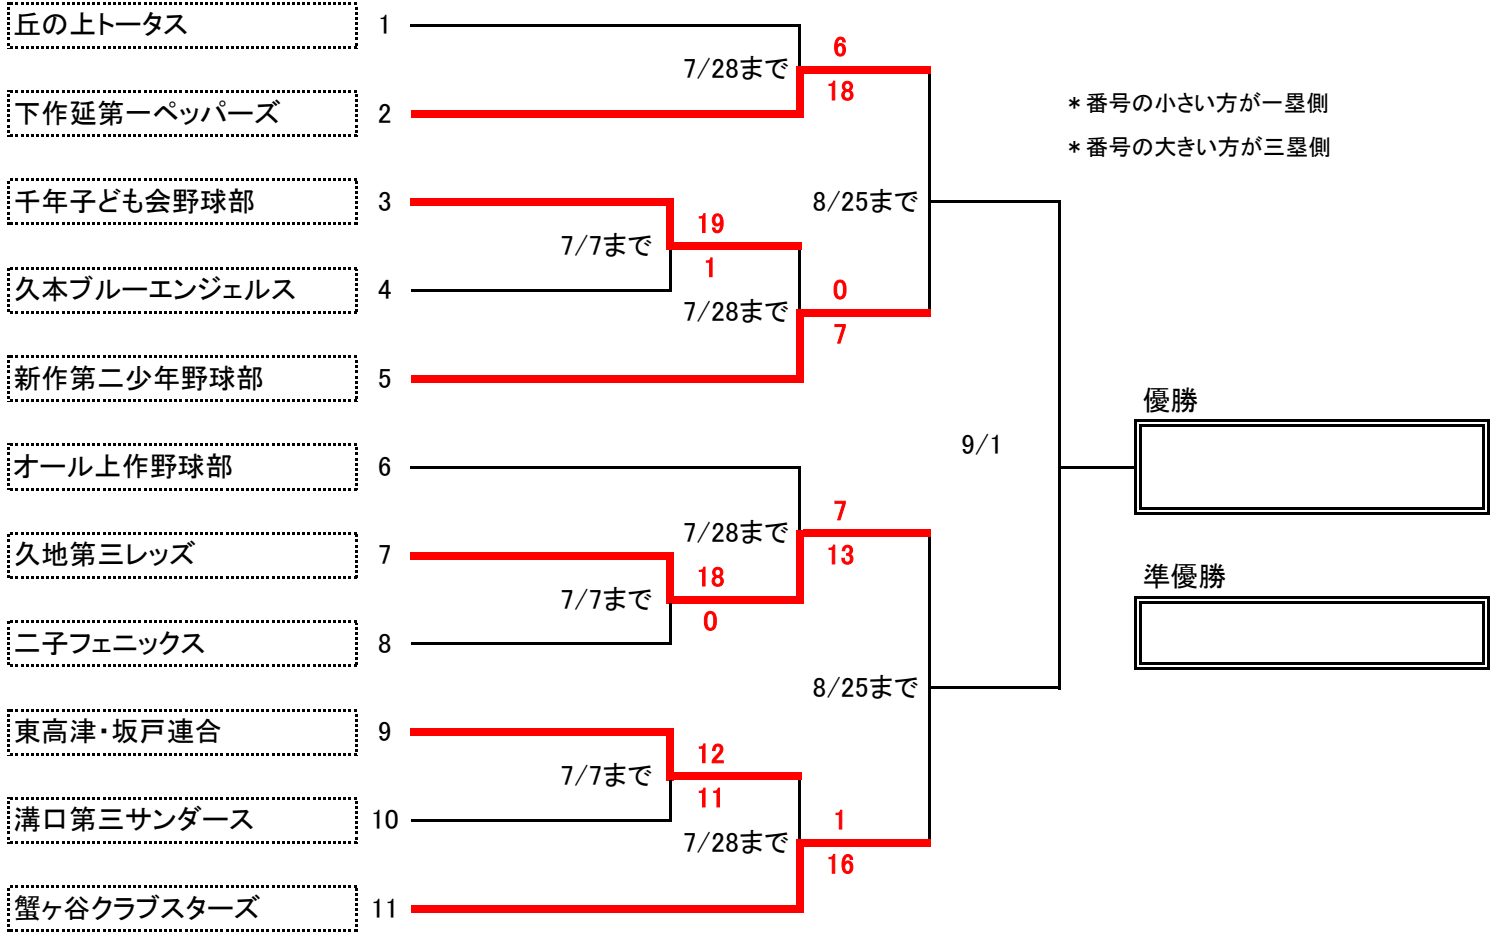 丘の上トータス 1
6
7/28まで
18
下作延第一ペッパーズ 2
*番号の小さい方が一塁側
*番号の大きい方が三塁側
千年子ども会野球部 3
8/25まで
19
7/7まで
1
久本ブルーエンジェルス 4
0
7/28まで
7
新作第二少年野球部 5
優勝
9/1
オール上作野球部 6
7
7/28まで
13
久地第三レッズ 7
18
準優勝
7/7まで
0
二子フェニックス 8
8/25まで
東高津・坂戸連合 9
12
7/7まで
11
溝口第三サンダース 10
1
7/28まで
16
蟹ヶ谷クラブスターズ 11